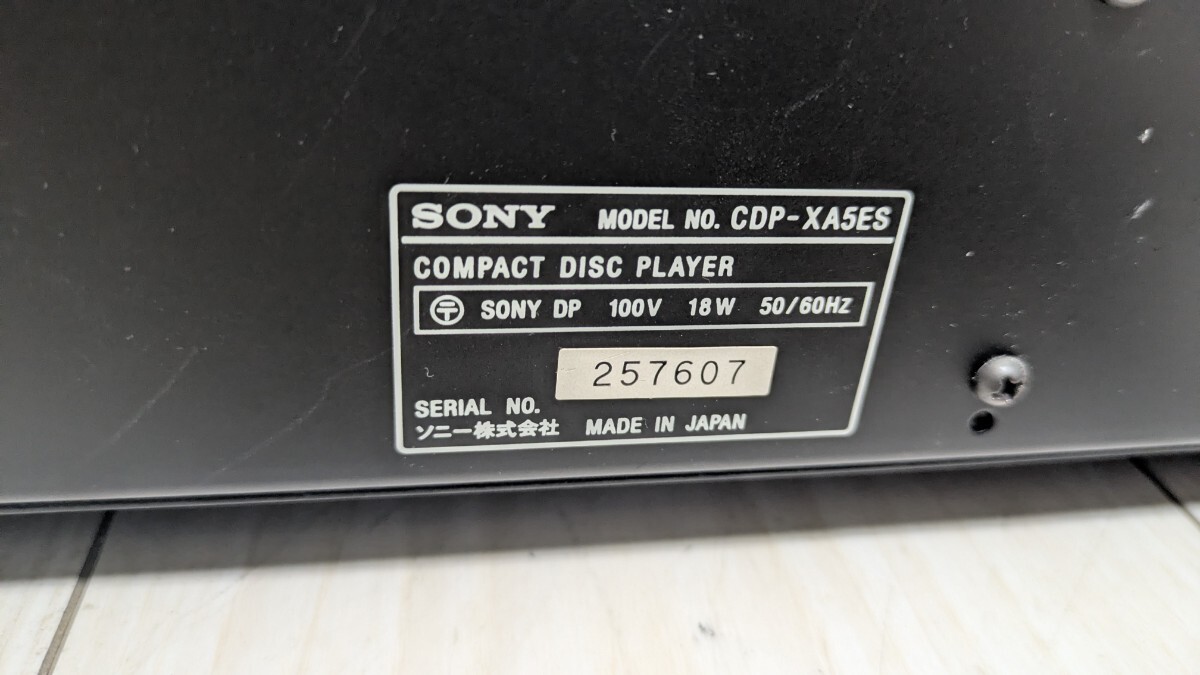 SONY MODEL NO. CDP-XA5ES
COMPACT DISC PLAYER
〶 SONY DP 100V 18W 50/60Hz
257607
SERIAL NO.
ソニー株式会社 MADE IN JAPAN